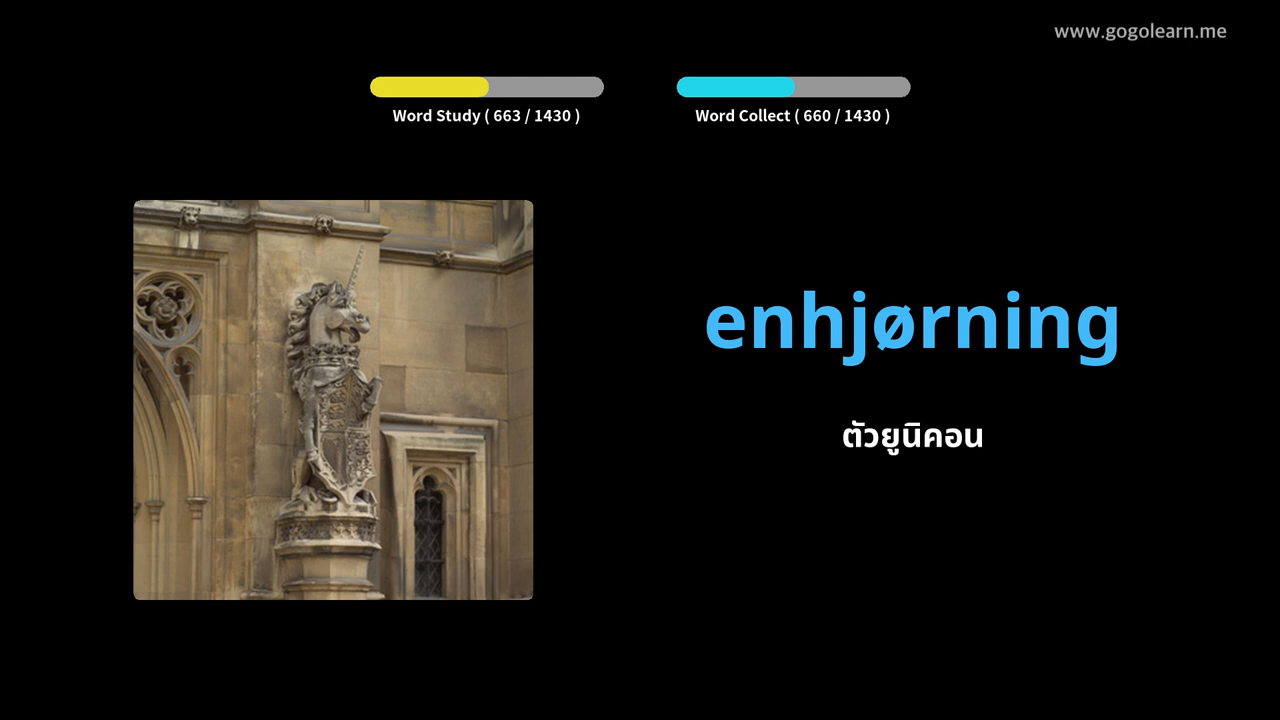 www.gogolearn.me
Word Study ( 663 / 1430 )
Word Collect ( 660 / 1430 )
enhjørning
ตัวยูนิคอน